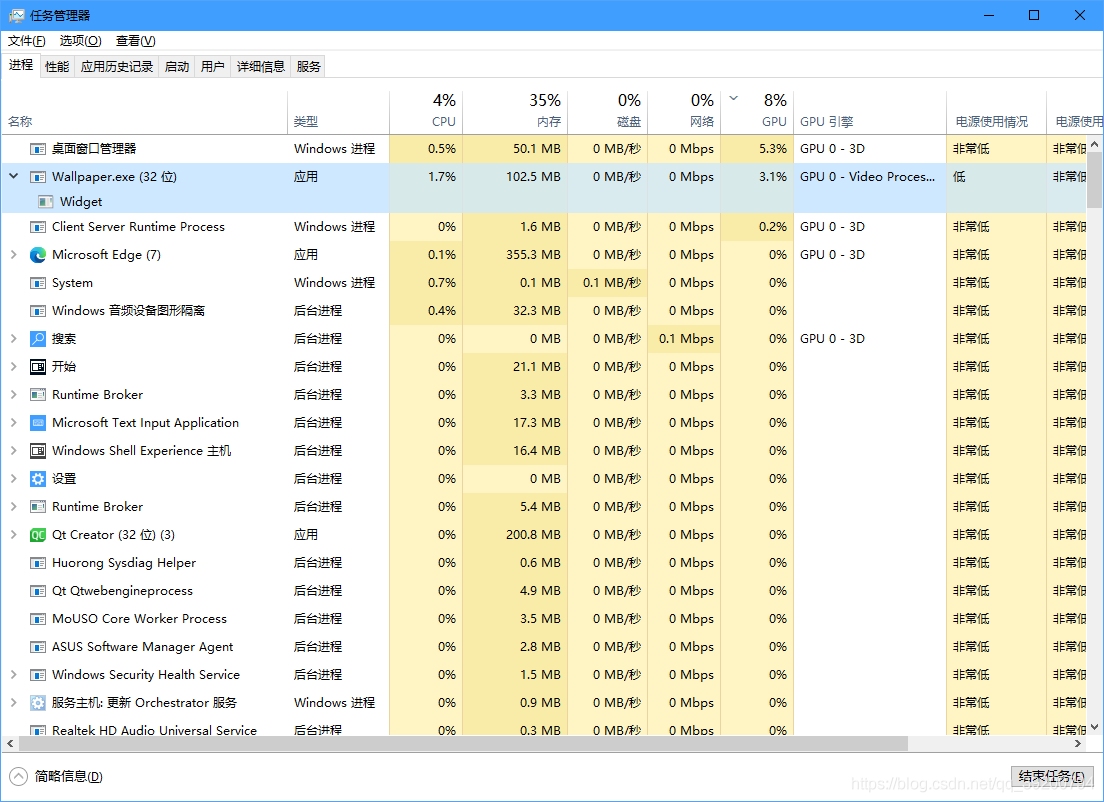 任务管理器
文件(F) 选项(O) 查看(V)
进程 性能 应用历史记录 启动 用户 详细信息 服务
4% 35% 0% 0% 8%
名称 类型 CPU 内存 磁盘 网络 GPU GPU 引擎 电源使用情况 电源使用
桌面窗口管理器 Windows 进程 0.5% 50.1 MB 0 MB/秒 0 Mbps 5.3% GPU 0 - 3D 非常低 非常低
Wallpaper.exe (32 位) 应用 1.7% 102.5 MB 0 MB/秒 0 Mbps 3.1% GPU 0 - Video Proces... 低 非常低
Widget
Client Server Runtime Process Windows 进程 0% 1.6 MB 0 MB/秒 0 Mbps 0.2% GPU 0 - 3D 非常低 非常低
Microsoft Edge (7) 应用 0.1% 355.3 MB 0 MB/秒 0 Mbps 0% GPU 0 - 3D 非常低 非常低
System Windows 进程 0.7% 0.1 MB 0.1 MB/秒 0 Mbps 0% 非常低 非常低
Windows 音频设备图形隔离 后台进程 0.4% 32.3 MB 0 MB/秒 0 Mbps 0% 非常低 非常低
搜索 后台进程 0% 0 MB 0 MB/秒 0.1 Mbps 0% GPU 0 - 3D 非常低 非常低
开始 后台进程 0% 21.1 MB 0 MB/秒 0 Mbps 0% 非常低 非常低
Runtime Broker 后台进程 0% 3.3 MB 0 MB/秒 0 Mbps 0% 非常低 非常低
Microsoft Text Input Application 后台进程 0% 17.3 MB 0 MB/秒 0 Mbps 0% 非常低 非常低
Windows Shell Experience 主机 后台进程 0% 16.4 MB 0 MB/秒 0 Mbps 0% 非常低 非常低
设置 后台进程 0% 0 MB 0 MB/秒 0 Mbps 0% 非常低 非常低
Runtime Broker 后台进程 0% 5.4 MB 0 MB/秒 0 Mbps 0% 非常低 非常低
QC Qt Creator (32 位) (3) 应用 0% 200.8 MB 0 MB/秒 0 Mbps 0% 非常低 非常低
Huorong Sysdiag Helper 后台进程 0% 0.6 MB 0 MB/秒 0 Mbps 0% 非常低 非常低
Qt Qtwebengineprocess 后台进程 0% 4.9 MB 0 MB/秒 0 Mbps 0% 非常低 非常低
MoUSO Core Worker Process 后台进程 0% 3.5 MB 0 MB/秒 0 Mbps 0% 非常低 非常低
ASUS Software Manager Agent 后台进程 0% 2.8 MB 0 MB/秒 0 Mbps 0% 非常低 非常低
Windows Security Health Service 后台进程 0% 1.5 MB 0 MB/秒 0 Mbps 0% 非常低 非常低
服务主机: 更新 Orchestrator 服务 Windows 进程 0% 0.9 MB 0 MB/秒 0 Mbps 0% 非常低 非常低
Realtek HD Audio Universal Service 后台进程 0% 0.3 MB 0 MB/秒 0 Mbps 0% 非常低 非常低
简略信息(D) 结束任务(E)